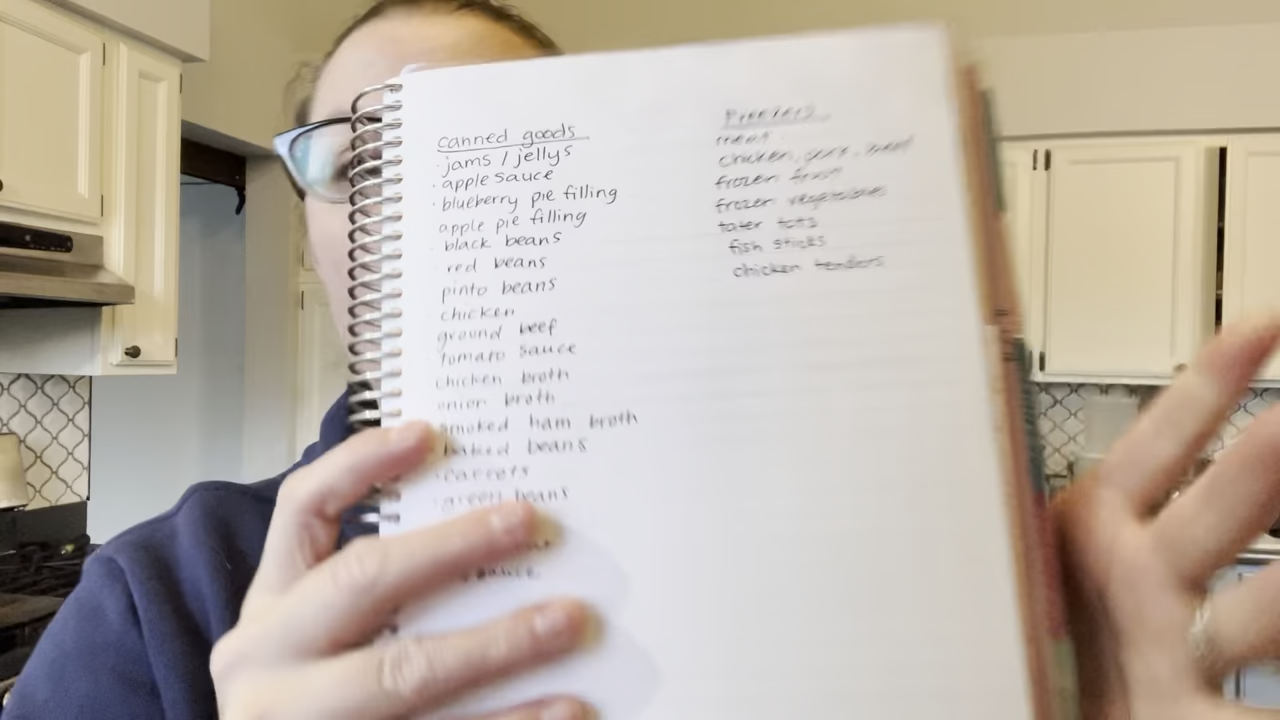 canned goods
· jams / jellys
· apple sauce
· blueberry pie filling
apple pie filling
· black beans
· red beans
pinto beans
· chicken
ground beef
tomato sauce
chicken broth
onion broth
smoked ham broth
baked beans
· carrots
· green beans
sauce
Freezers
meat
chicken, pork, beef
frozen fruit
frozen vegetables
tater tots
fish sticks
chicken tenders